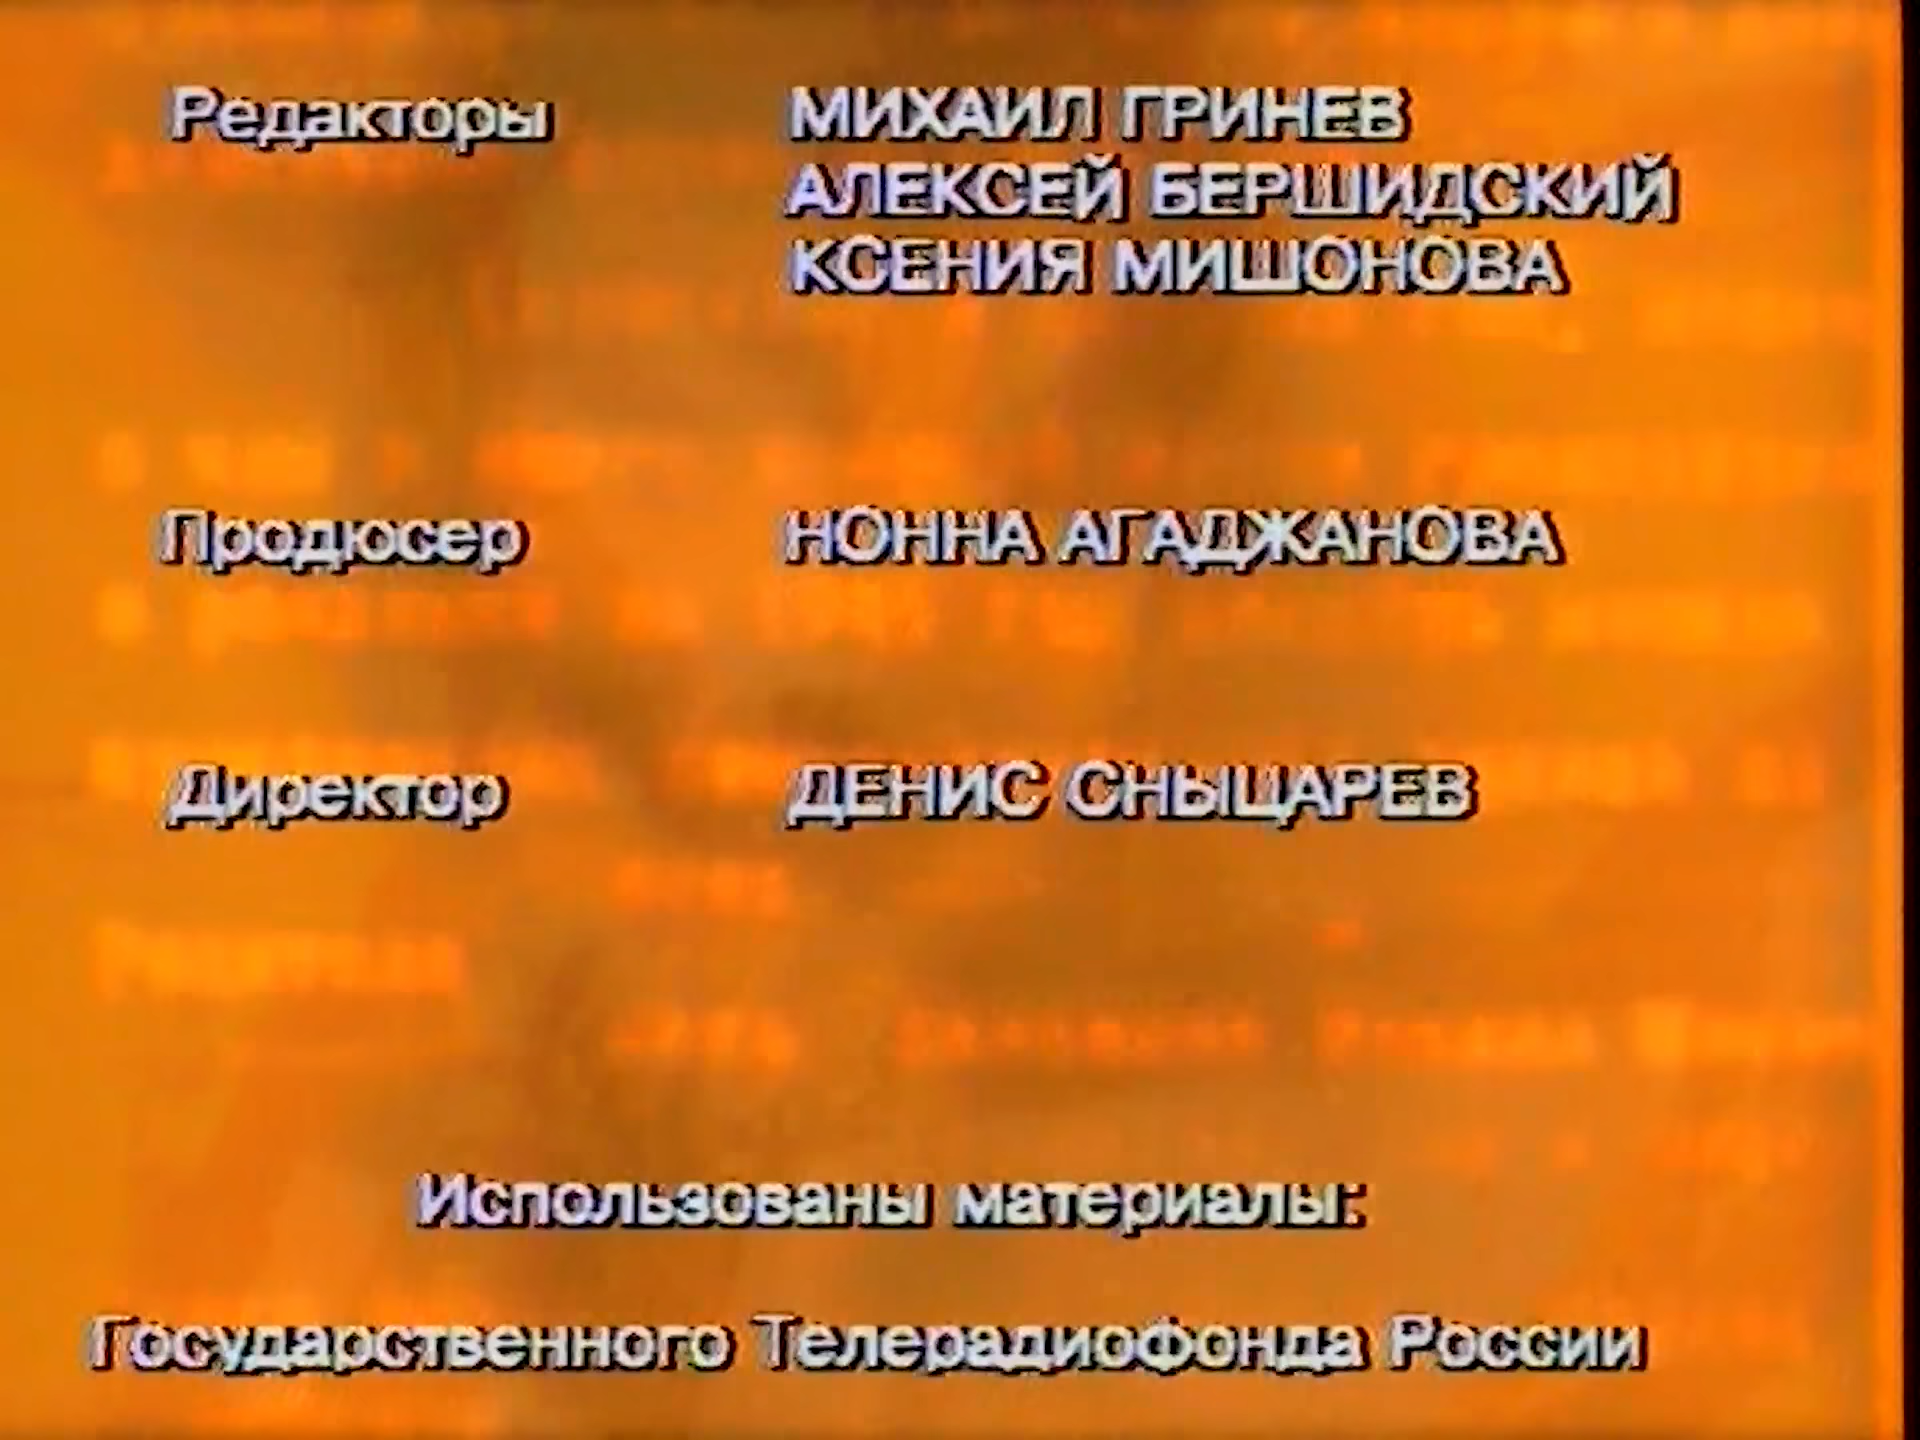 Редакторы МИХАИЛ ГРИНЕВ
АЛЕКСЕЙ БЕРШИДСКИЙ
КСЕНИЯ МИШОНОВА
Продюсер НОННА АГАДЖАНОВА
Директор ДЕНИС СНЫЦАРЕВ
Использованы материалы:
Государственного Телерадиофонда России